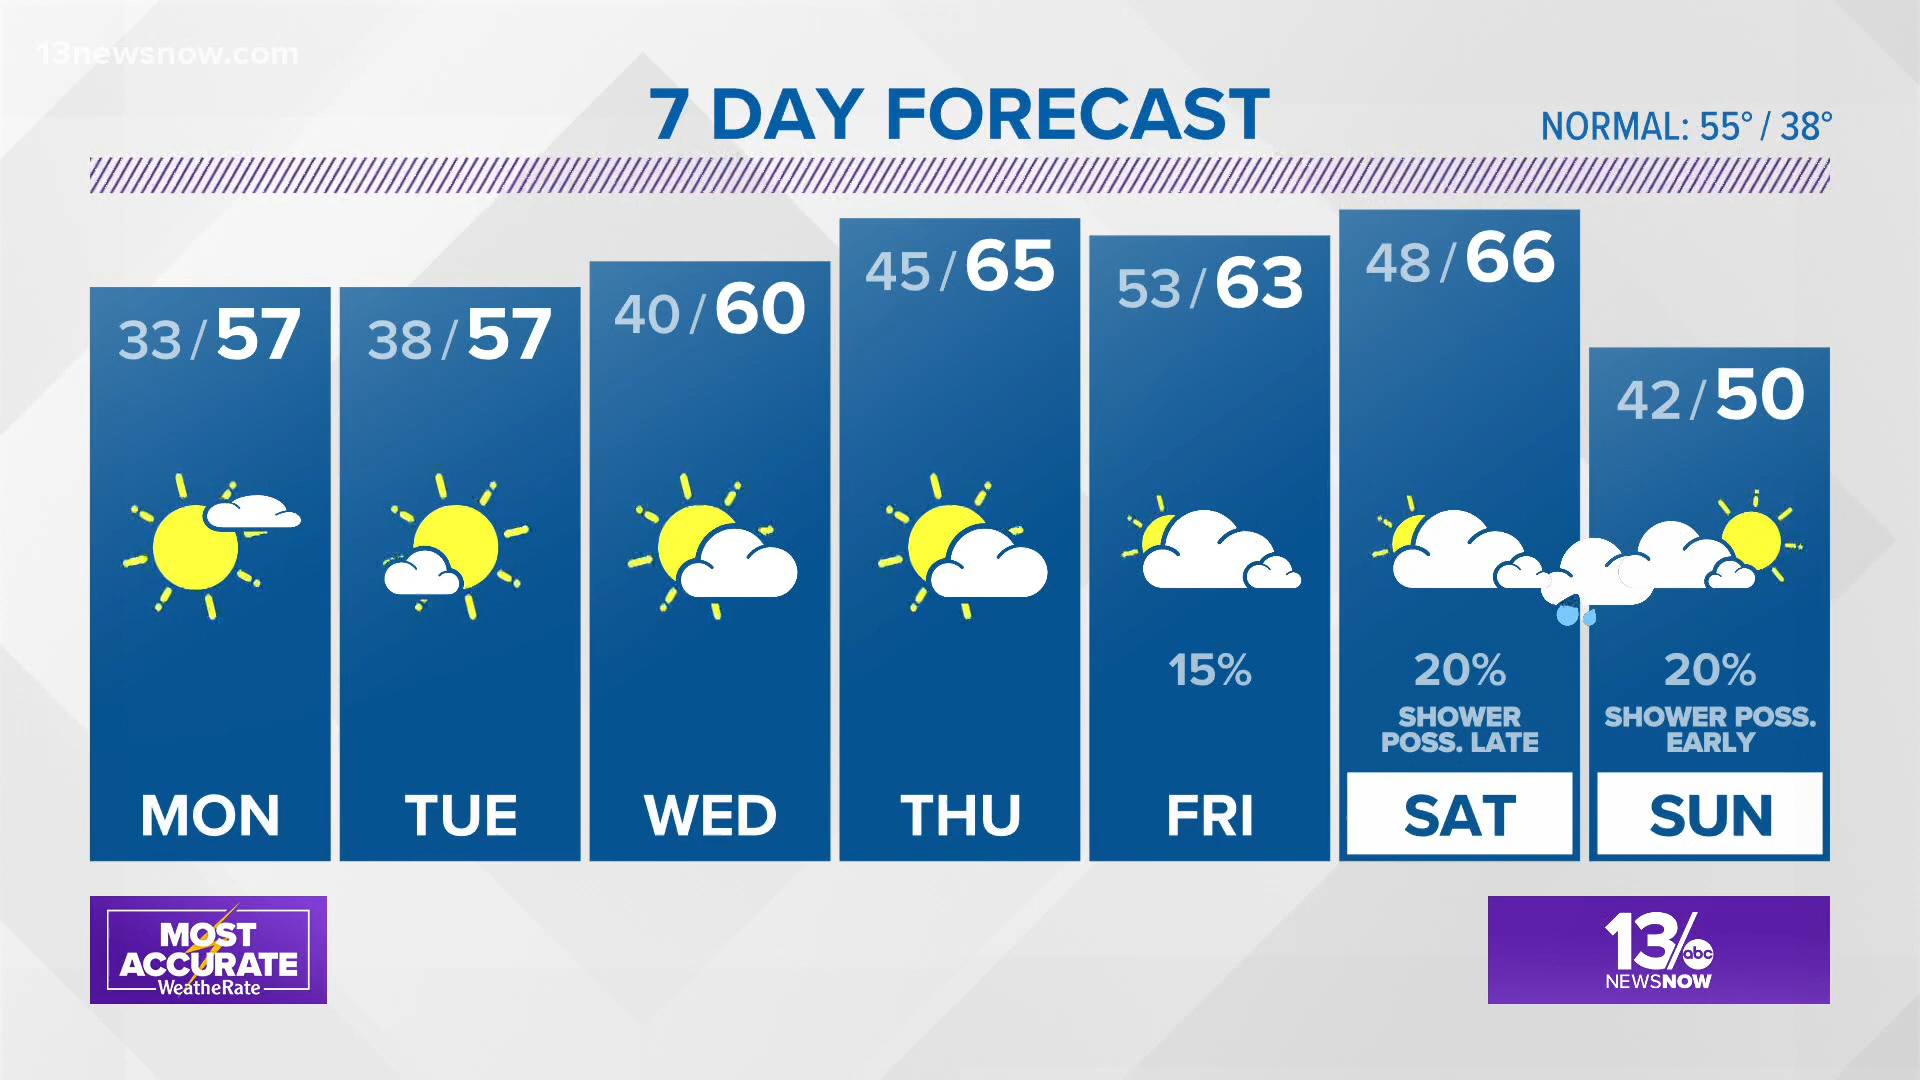 13newsnow.com
7 DAY FORECAST
NORMAL: 55° / 38°
33/57
38/57
40/60
45/65
53/63
48/66
42/50
15%
20%
SHOWER
POSS. LATE
20%
SHOWER POSS.
EARLY
MON
TUE
WED
THU
FRI
SAT
SUN
MOST
ACCURATE
WeatheRate
13/
abc
NEWSNOW